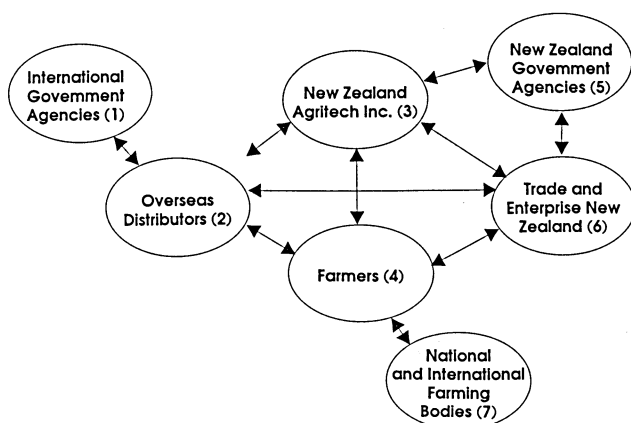 International
Government
Agencies (1)
New Zealand
Agritech Inc. (3)
New Zealand
Government
Agencies (5)
Overseas
Distributors (2)
Trade and
Enterprise New
Zealand (6)
Farmers (4)
National
and International
Farming
Bodies (7)